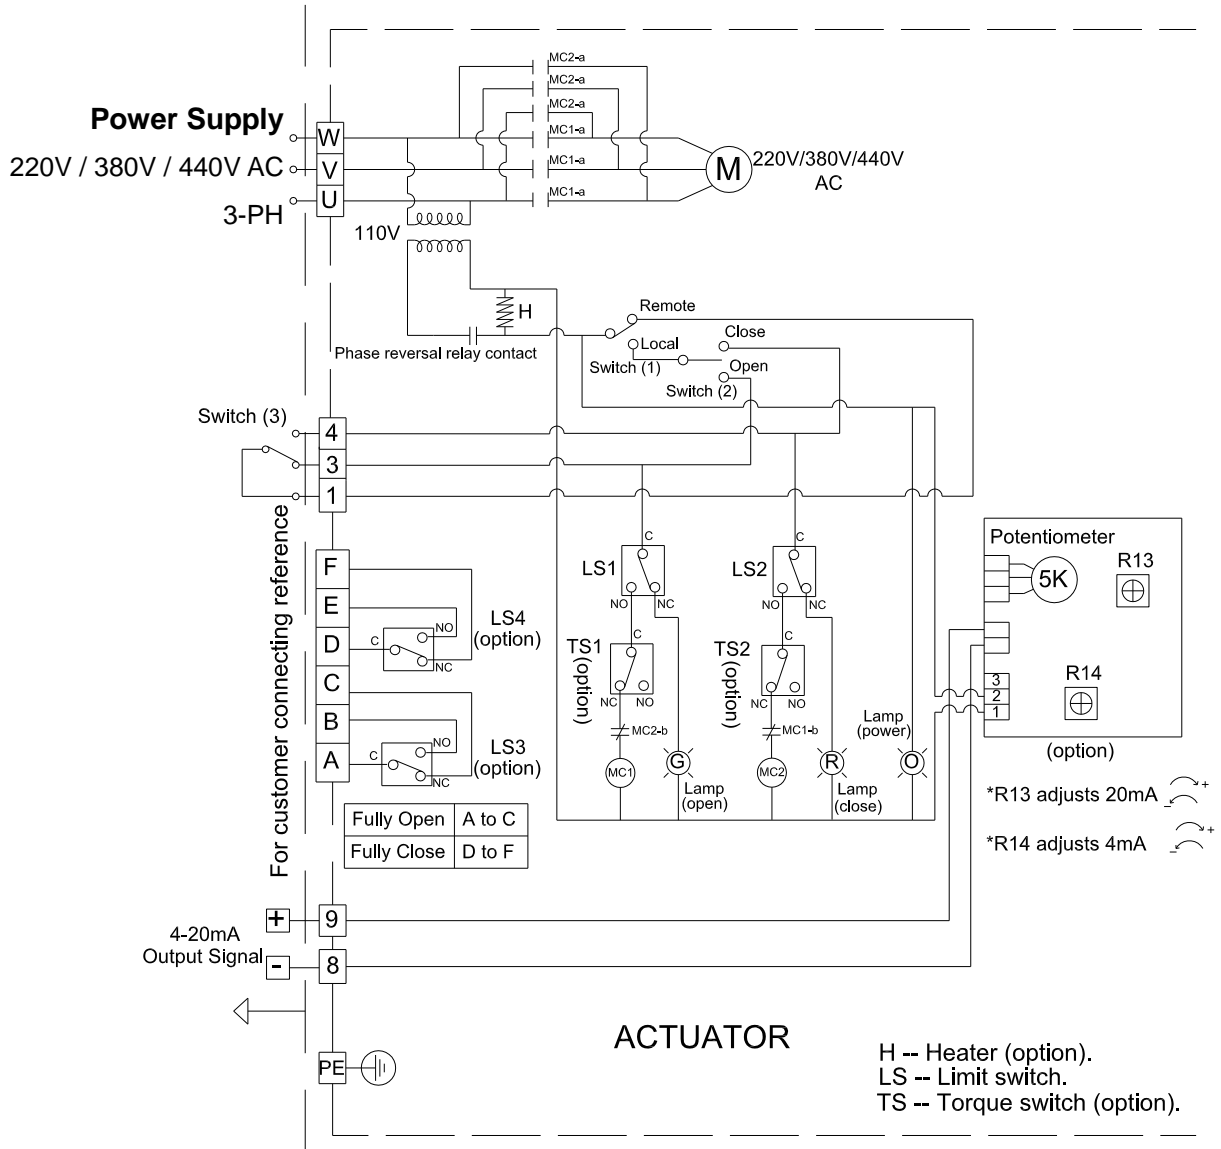 MC2-a
MC2-a
MC2-a
MC1-a
MC1-a
MC1-a
Power Supply
220V / 380V / 440V AC
3-PH
W
V
U
M
220V/380V/440V
AC
110V
H
Phase reversal relay contact
Remote
Local
Switch (1)
Close
Open
Switch (2)
Switch (3)
4
3
1
For customer connecting reference
F
E
D
C
B
A
C
NO
NC
LS4
(option)
C
NO
NC
LS3
(option)
Fully Open A to C
Fully Close D to F
C
LS1
NO
NC
C
TS1
(option)
NC
NO
MC2-b
MC1
G
Lamp
(open)
C
LS2
NO
NC
C
TS2
(option)
NC
NO
MC1-b
MC2
R
Lamp
(close)
Lamp
(power)
O
Potentiometer
5K
R13
R14
3
2
1
(option)
*R13 adjusts 20mA - +
*R14 adjusts 4mA - +
+
9
4-20mA
Output Signal
-
8
PE
ACTUATOR
H -- Heater (option).
LS -- Limit switch.
TS -- Torque switch (option).